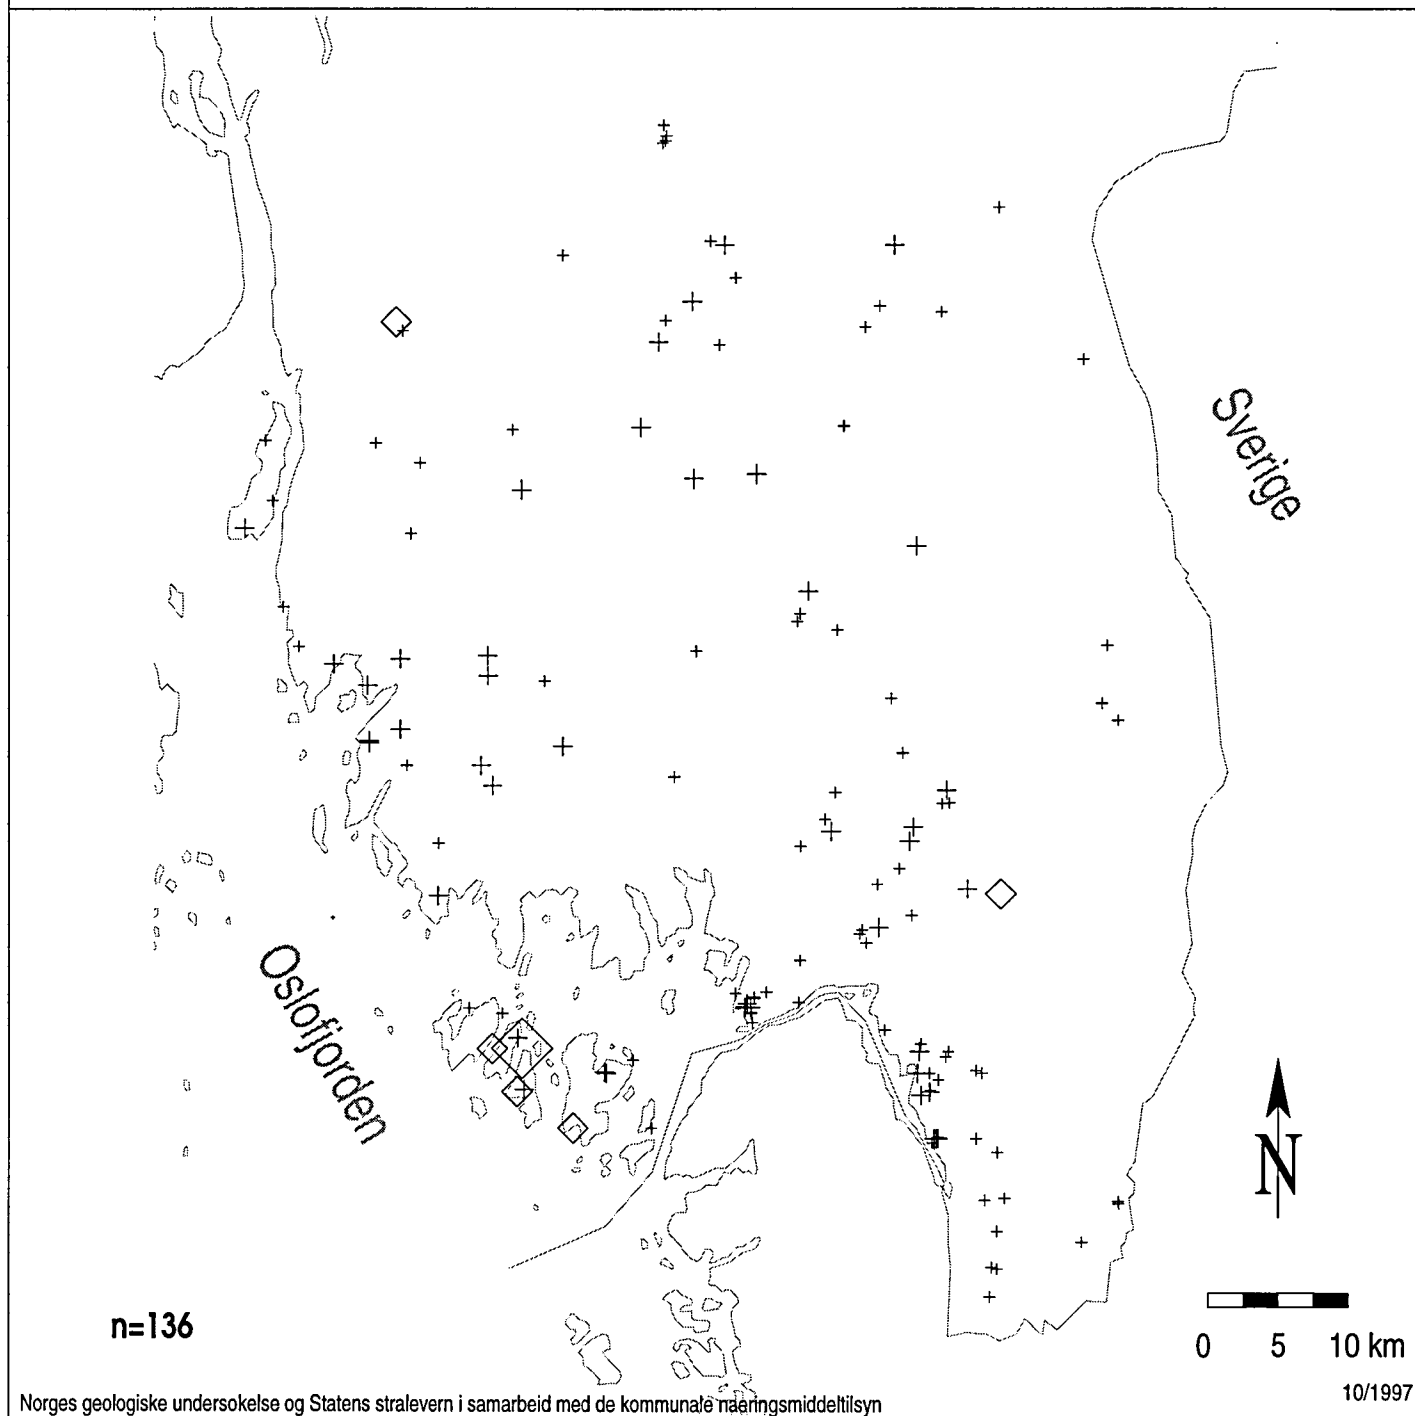 Sverige
Oslofjorden
N
n=136
0 5 10 km
10/1997
Norges geologiske undersokelse og Statens stralevern i samarbeid med de kommunale naeringsmiddeltilsyn